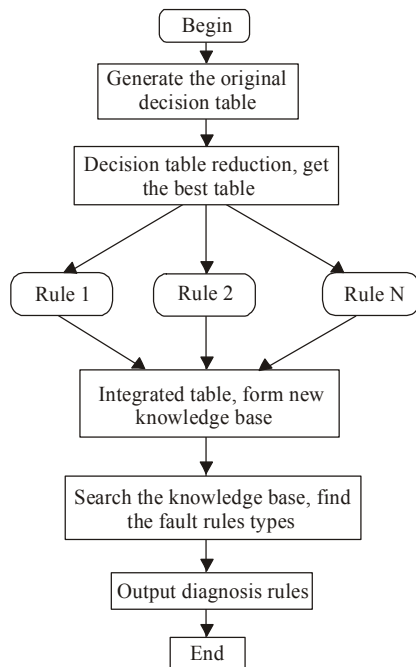 Begin
Generate the original
decision table
Decision table reduction, get
the best table
Rule 1
Rule 2
Rule N
Integrated table, form new
knowledge base
Search the knowledge base, find
the fault rules types
Output diagnosis rules
End